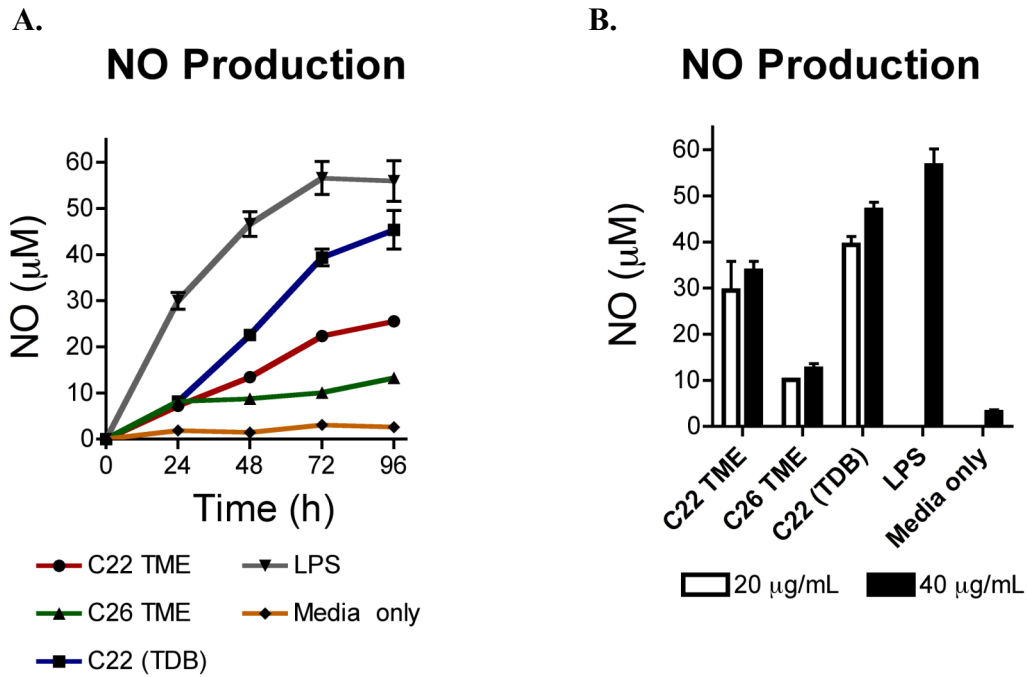 A.
NO Production
NO (µM)
60
50
40
30
20
10
0
0 24 48 72 96
Time (h)
C22 TME
LPS
C26 TME
Media only
C22 (TDB)
B.
NO Production
NO (µM)
60
50
40
30
20
10
0
C22 TME
C26 TME
C22 (TDB)
LPS
Media only
20 µg/mL
40 µg/mL